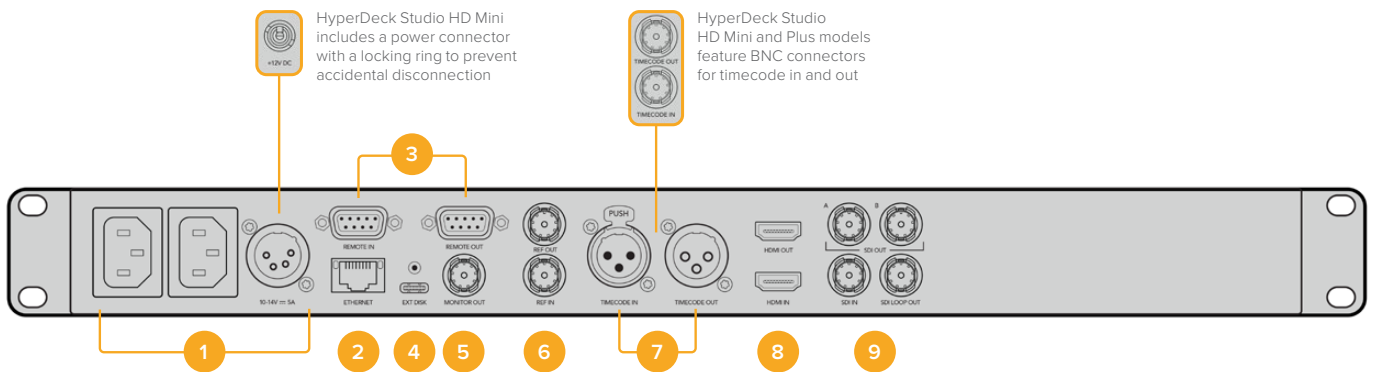 HyperDeck Studio HD Mini
includes a power connector
with a locking ring to prevent
accidental disconnection
+12V DC
HyperDeck Studio
HD Mini and Plus models
feature BNC connectors
for timecode in and out
TIMECODE OUT
TIMECODE IN
3
PUSH
A
B
REMOTE IN
REMOTE OUT
REF OUT
HDMI OUT
SDI OUT
10-14V ⎓ 5A
ETHERNET
EXT DISK
MONITOR OUT
REF IN
TIMECODE IN
TIMECODE OUT
HDMI IN
SDI IN
SDI LOOP OUT
1
2
4
5
6
7
8
9